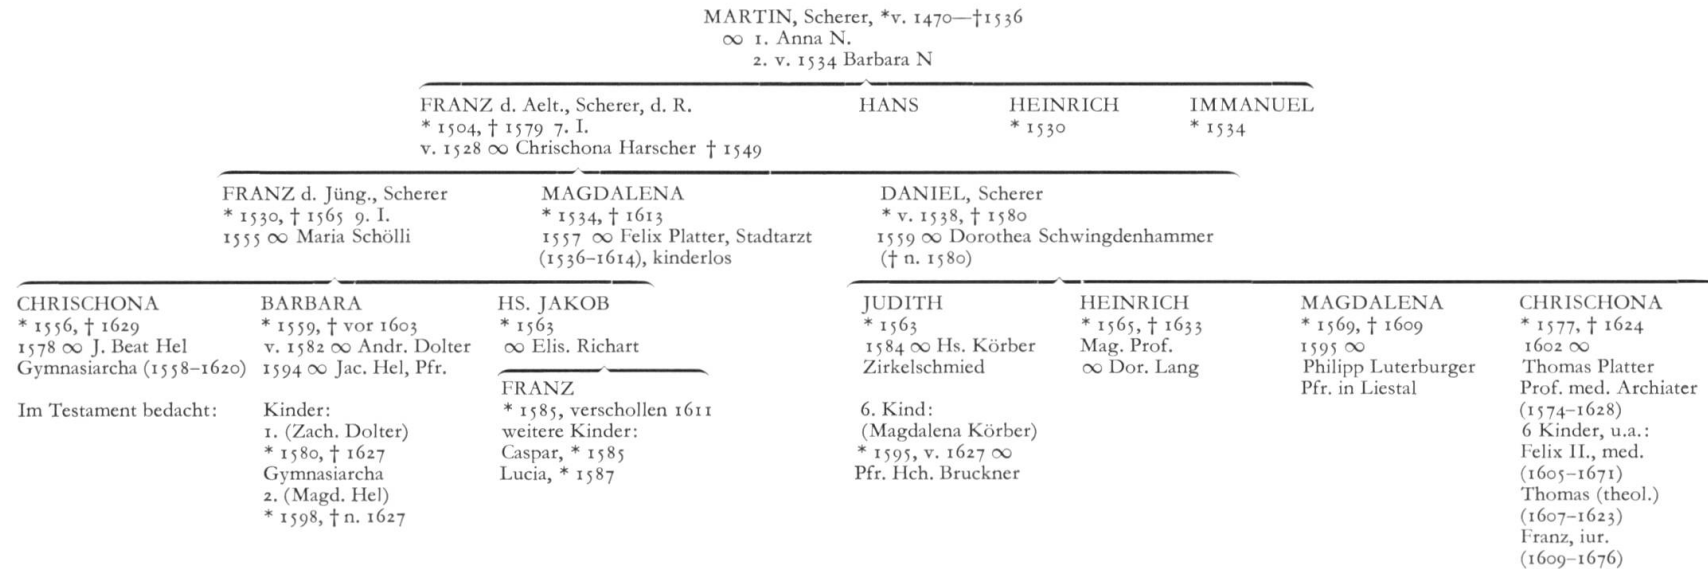 MARTIN, Scherer, *v. 1470—†1536
∞ 1. Anna N.
2. v. 1534 Barbara N
FRANZ d. Aelt., Scherer, d. R.
* 1504, † 1579 7. I.
v. 1528 ∞ Chrischona Harscher † 1549
HANS
HEINRICH
* 1530
IMMANUEL
* 1534
FRANZ d. Jüng., Scherer
* 1530, † 1565 9. I.
1555 ∞ Maria Schölli
MAGDALENA
* 1534, † 1613
1557 ∞ Felix Platter, Stadtarzt
(1536–1614), kinderlos
DANIEL, Scherer
* v. 1538, † 1580
1559 ∞ Dorothea Schwingdenhammer
(† n. 1580)
CHRISCHONA
* 1556, † 1629
1578 ∞ J. Beat Hel
Gymnasiarcha (1558–1620)
Im Testament bedacht:
BARBARA
* 1559, † vor 1603
v. 1582 ∞ Andr. Dolter
1594 ∞ Jac. Hel, Pfr.
Kinder:
1. (Zach. Dolter)
* 1580, † 1627
Gymnasiarcha
2. (Magd. Hel)
* 1598, † n. 1627
HS. JAKOB
* 1563
∞ Elis. Richart
FRANZ
* 1585, verschollen 1611
weitere Kinder:
Caspar, * 1585
Lucia, * 1587
JUDITH
* 1563
1584 ∞ Hs. Körber
Zirkelschmied
6. Kind:
(Magdalena Körber)
* 1595, v. 1627 ∞
Pfr. Hch. Bruckner
HEINRICH
* 1565, † 1633
Mag. Prof.
∞ Dor. Lang
MAGDALENA
* 1569, † 1609
1595 ∞
Philipp Luterburger
Pfr. in Liestal
CHRISCHONA
* 1577, † 1624
1602 ∞
Thomas Platter
Prof. med. Archiater
(1574–1628)
6 Kinder, u.a.:
Felix II., med.
(1605–1671)
Thomas (theol.)
(1607–1623)
Franz, iur.
(1609–1676)